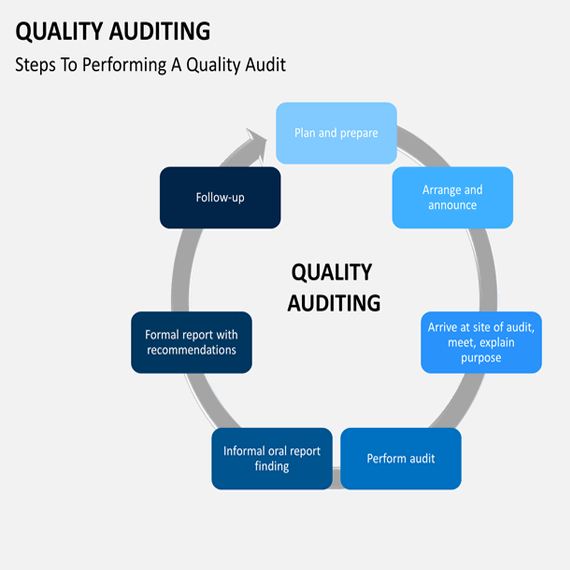 QUALITY AUDITING
Steps To Performing A Quality Audit
Plan and prepare
Arrange and
announce
Arrive at site of audit,
meet, explain
purpose
Perform audit
Informal oral report
finding
Formal report with
recommendations
Follow-up
QUALITY
AUDITING